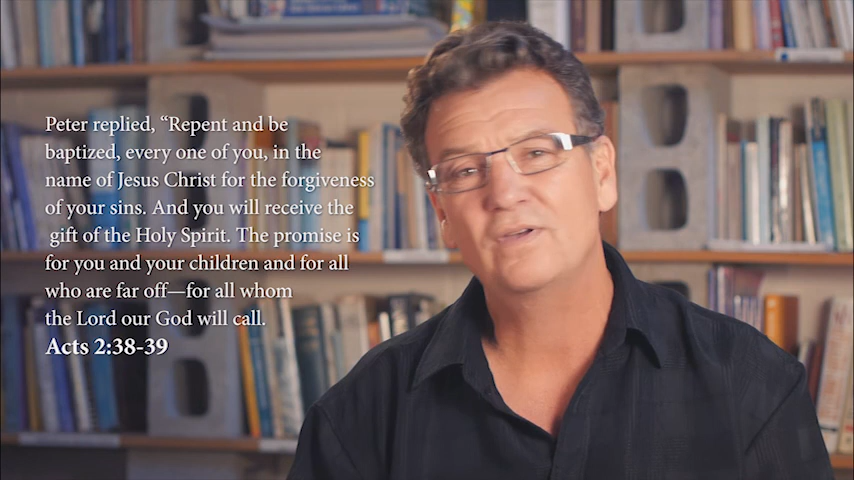 Peter replied, “Repent and be
baptized, every one of you, in the
name of Jesus Christ for the forgiveness
of your sins. And you will receive the
gift of the Holy Spirit. The promise is
for you and your children and for all
who are far off—for all whom
the Lord our God will call.
Acts 2:38-39